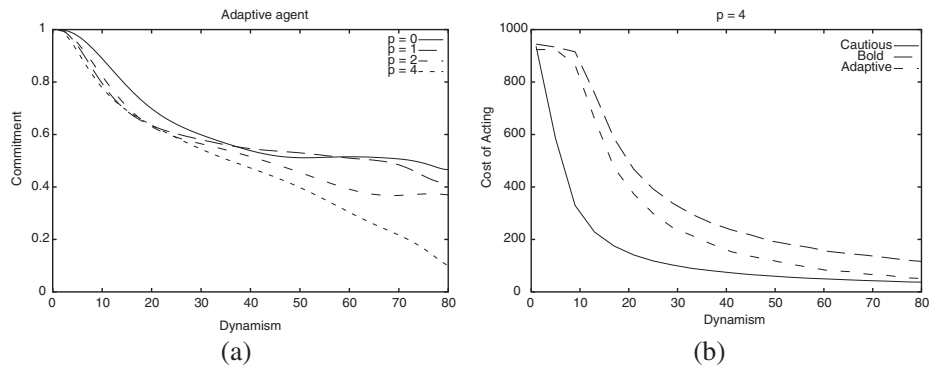 Adaptive agent
1
0.8
0.6
0.4
0.2
0
Commitment
0 10 20 30 40 50 60 70 80
Dynamism
p = 0
p = 1
p = 2
p = 4
(a)
p = 4
1000
800
600
400
200
0
Cost of Acting
0 10 20 30 40 50 60 70 80
Dynamism
Cautious
Bold
Adaptive
(b)